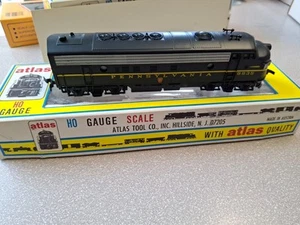 PENNSYLVANIA
atlas HO GAUGE SCALE
ATLAS TOOL CO., INC. HILLSIDE, N. J. 07205
WITH atlas QUALITY
HO
GAUGE
atlas